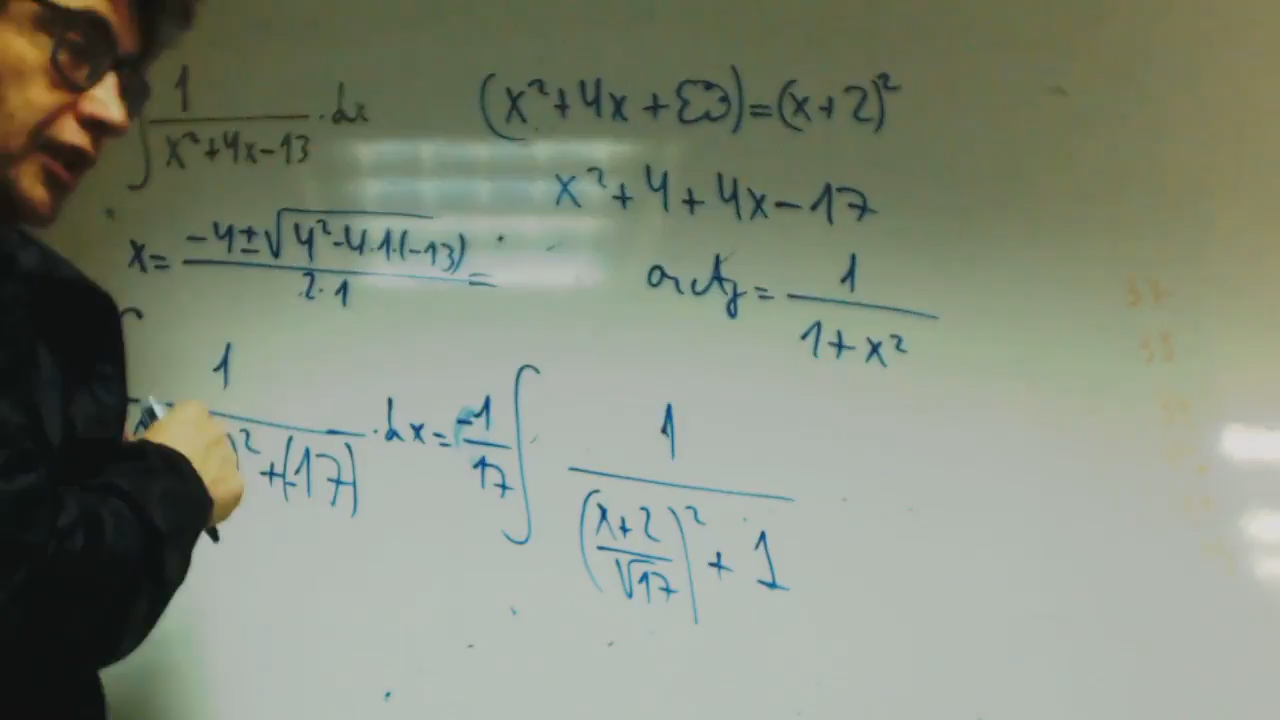 ∫ 1/(x²+4x-13) · dx
(x²+4x+ )=(x+2)²
x²+4+4x-17
x= (-4±√(4²-4·1·(-13)))/(2·1) =
arctg = 1/(1+x²)
1/( )²+(-17) · dx = -1/17 ∫ 1/(((x+2)/√17)² + 1)